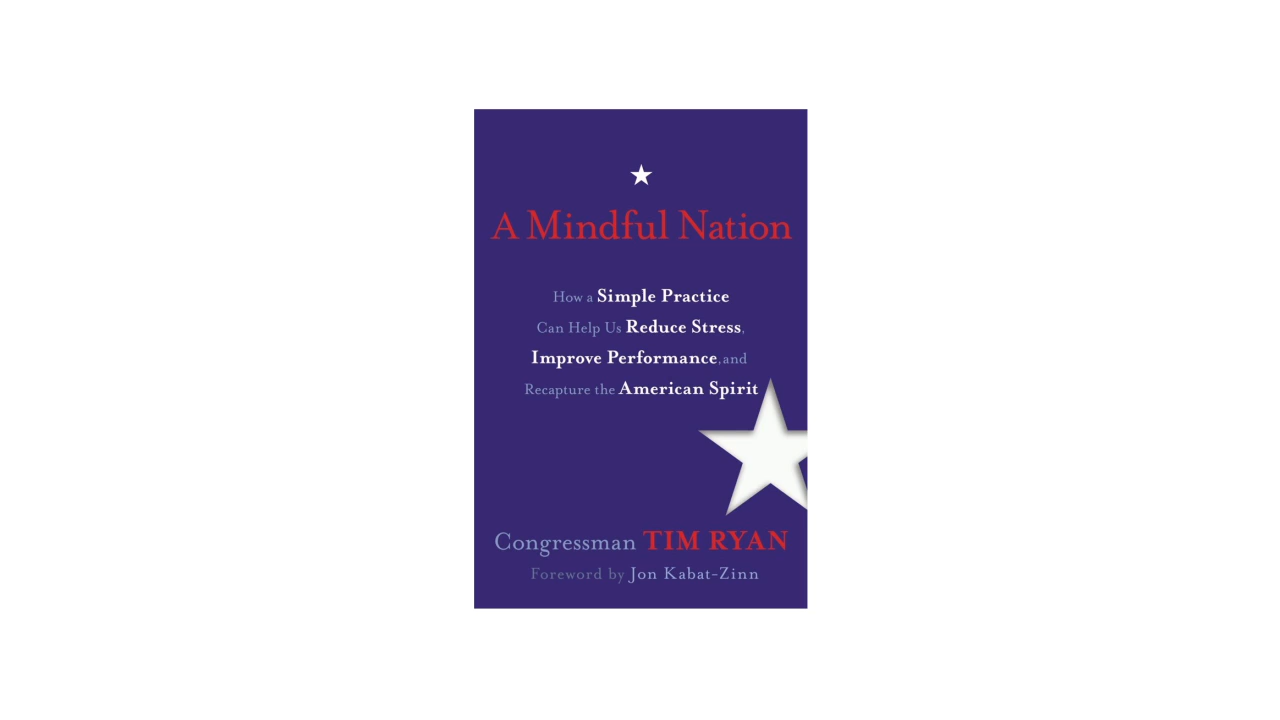 A Mindful Nation
How a Simple Practice
Can Help Us Reduce Stress,
Improve Performance, and
Recapture the American Spirit
Congressman TIM RYAN
Foreword by Jon Kabat-Zinn